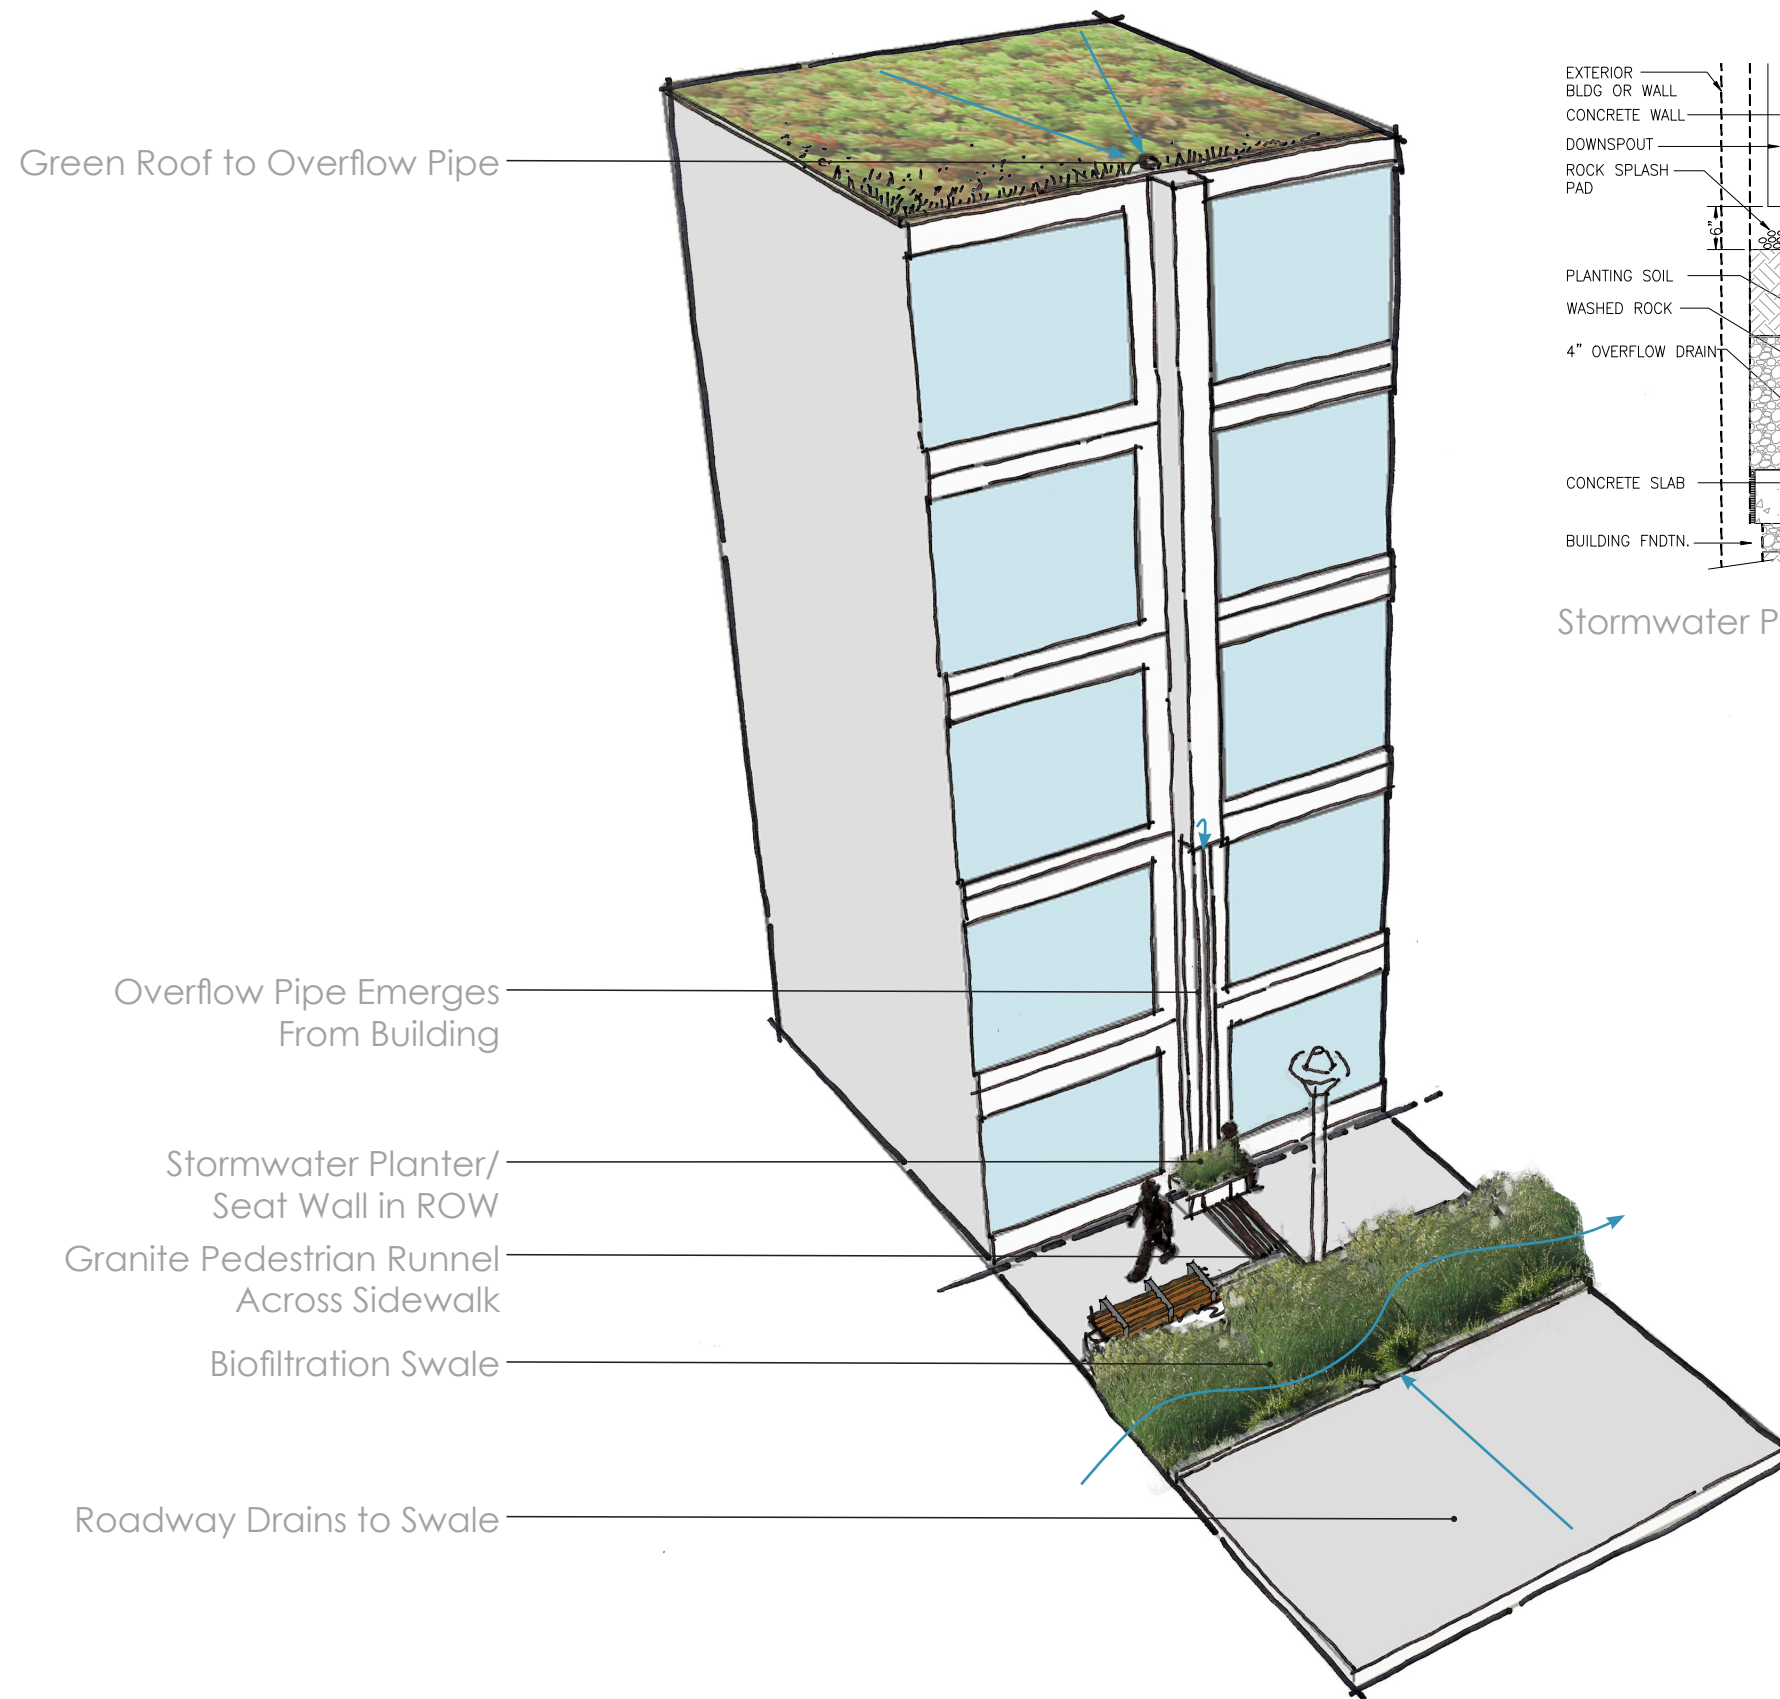 Green Roof to Overflow Pipe
Overflow Pipe Emerges
From Building
Stormwater Planter/
Seat Wall in ROW
Granite Pedestrian Runnel
Across Sidewalk
Biofiltration Swale
Roadway Drains to Swale
EXTERIOR
BLDG OR WALL
CONCRETE WALL
DOWNSPOUT
ROCK SPLASH
PAD
6"
PLANTING SOIL
WASHED ROCK
4" OVERFLOW DRAIN
CONCRETE SLAB
BUILDING FNDTN.
Stormwater P